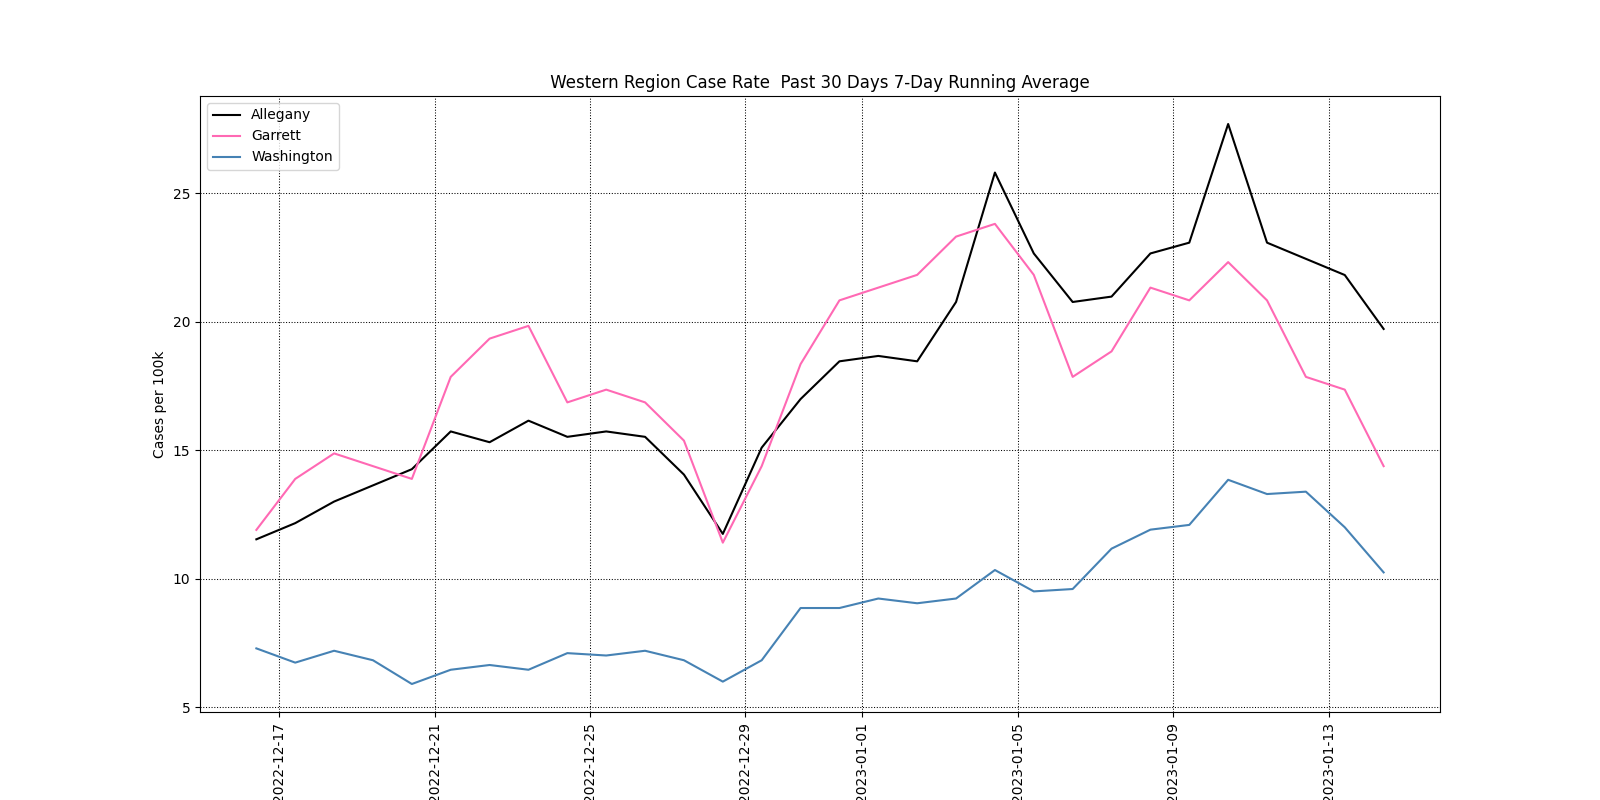 Western Region Case Rate  Past 30 Days 7-Day Running Average
Allegany
Garrett
Washington
Cases per 100k
25
20
15
10
5
2022-12-17
2022-12-21
2022-12-25
2022-12-29
2023-01-01
2023-01-05
2023-01-09
2023-01-13